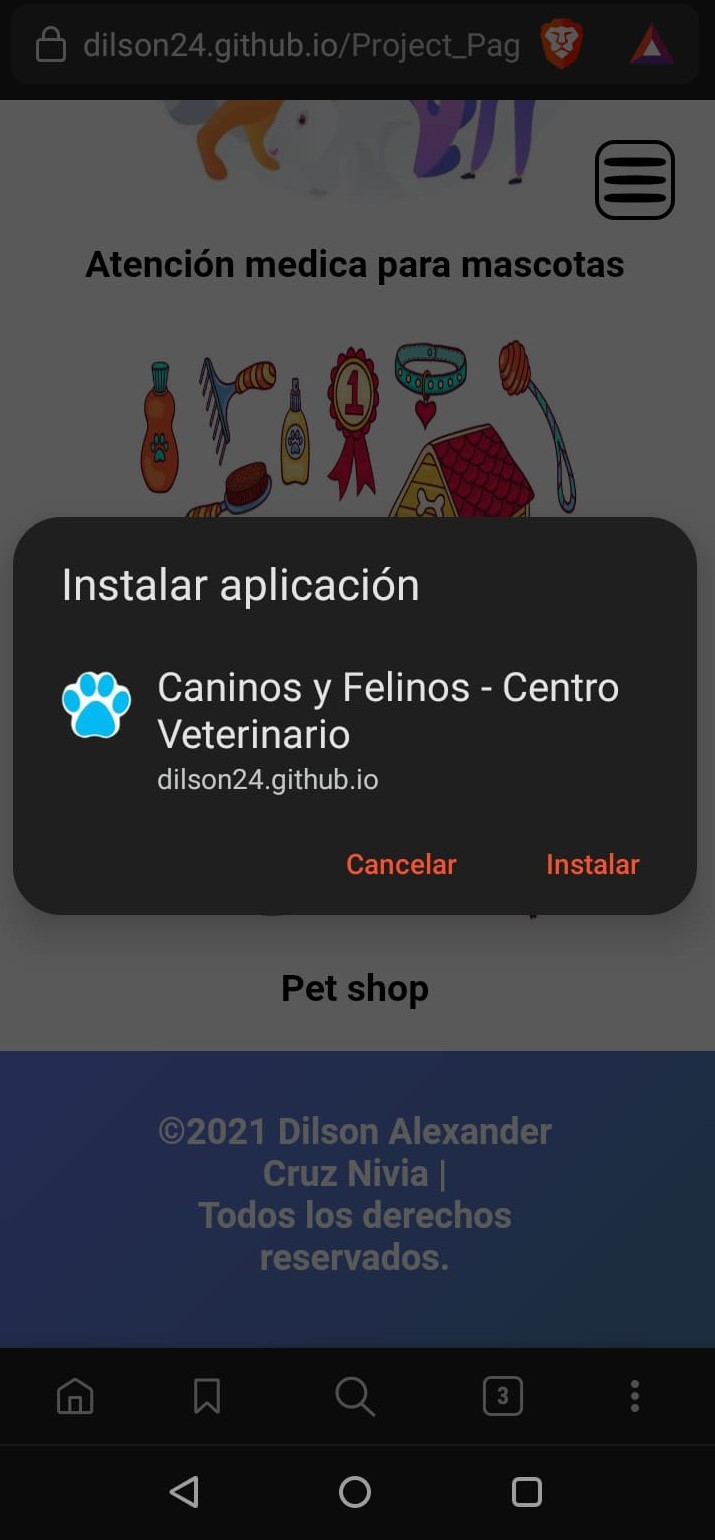 dilson24.github.io/Project_Pag
Atención medica para mascotas
1
Instalar aplicación
Caninos y Felinos - Centro
Veterinario
dilson24.github.io
Cancelar
Instalar
Pet shop
©2021 Dilson Alexander
Cruz Nivia |
Todos los derechos
reservados.
3